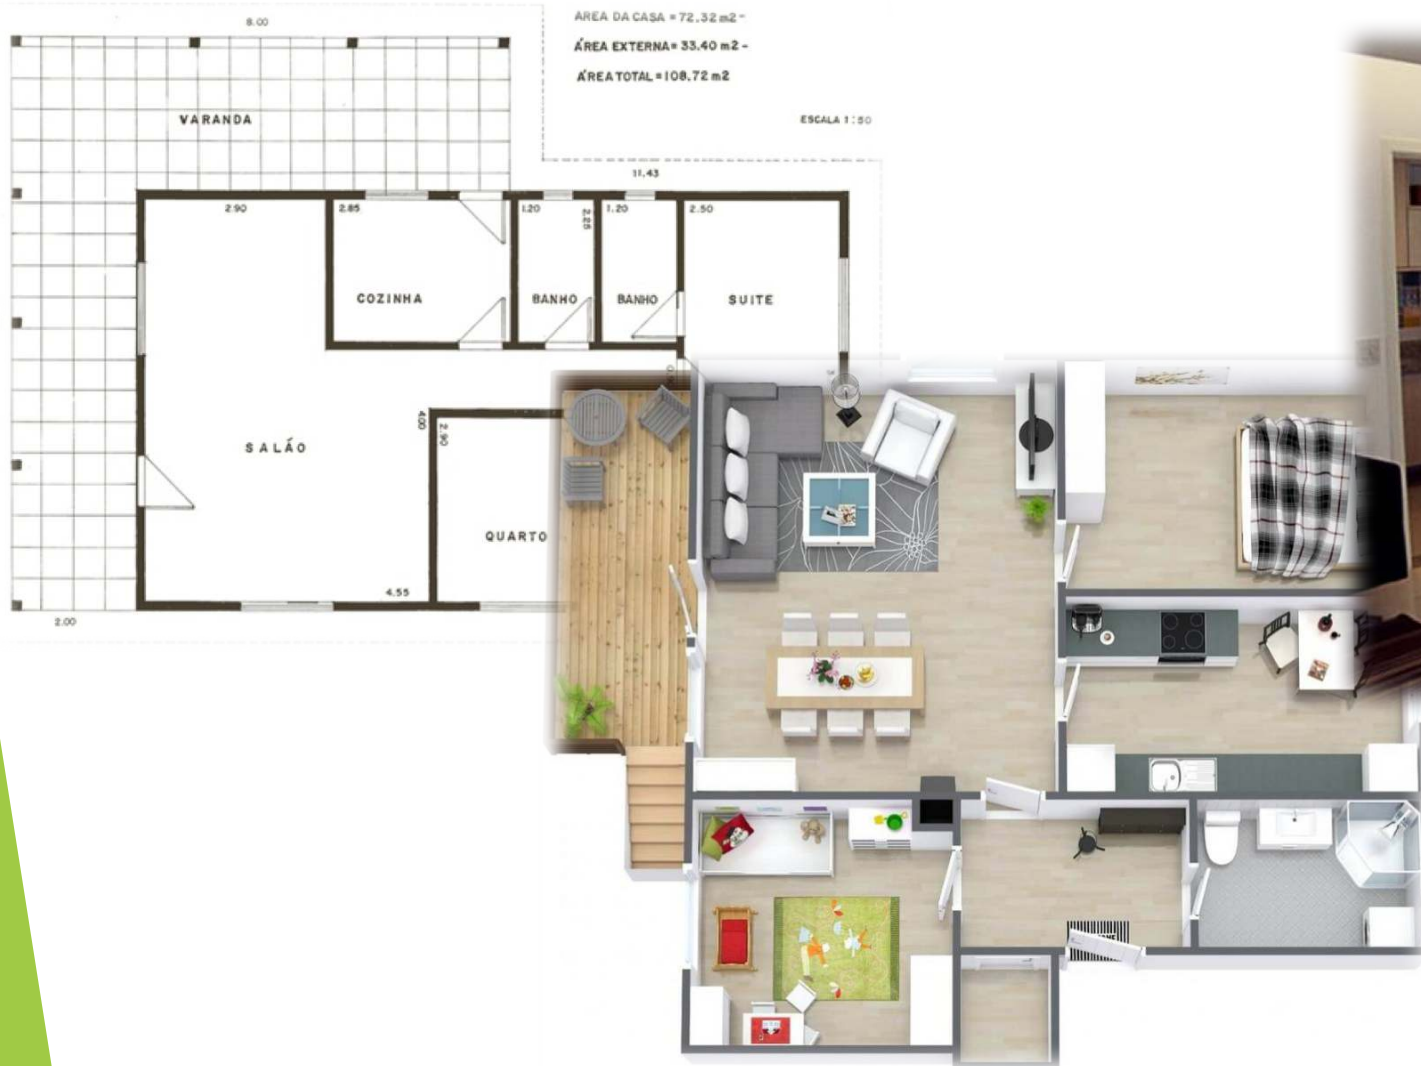 8.00
AREA DA CASA = 72,32 m2 -
ÁREA EXTERNA = 33.40 m2 -
ÁREA TOTAL = 108,72 m2
VARANDA
ESCALA 1:50
11.43
2.90
2.85
1.20
2.25
1.20
2.50
COZINHA
BANHO
BANHO
SUITE
SALÃO
400
2.90
QUARTO
4.55
2.00